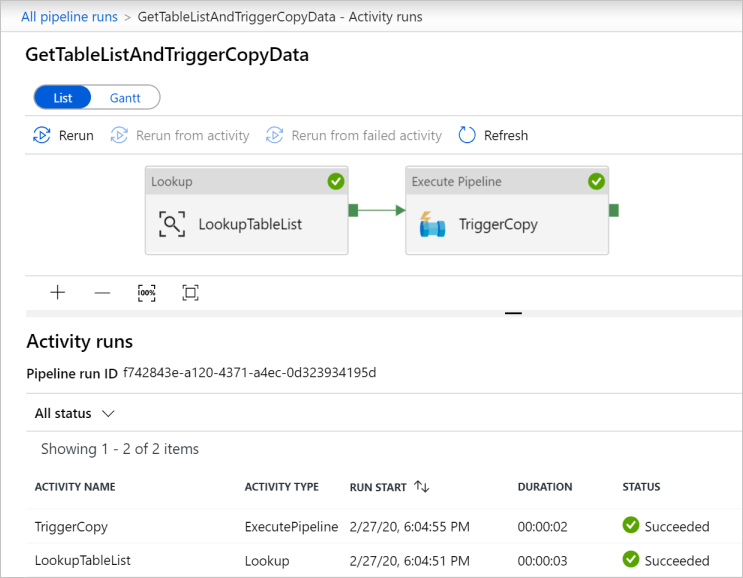 All pipeline runs > GetTableListAndTriggerCopyData - Activity runs
GetTableListAndTriggerCopyData
List Gantt
Rerun Rerun from activity Rerun from failed activity Refresh
Lookup Execute Pipeline
LookupTableList TriggerCopy
100%
Activity runs
Pipeline run ID f742843e-a120-4371-a4ec-0d323934195d
All status
Showing 1 - 2 of 2 items
ACTIVITY NAME ACTIVITY TYPE RUN START DURATION STATUS
TriggerCopy ExecutePipeline 2/27/20, 6:04:55 PM 00:00:02 Succeeded
LookupTableList Lookup 2/27/20, 6:04:51 PM 00:00:03 Succeeded